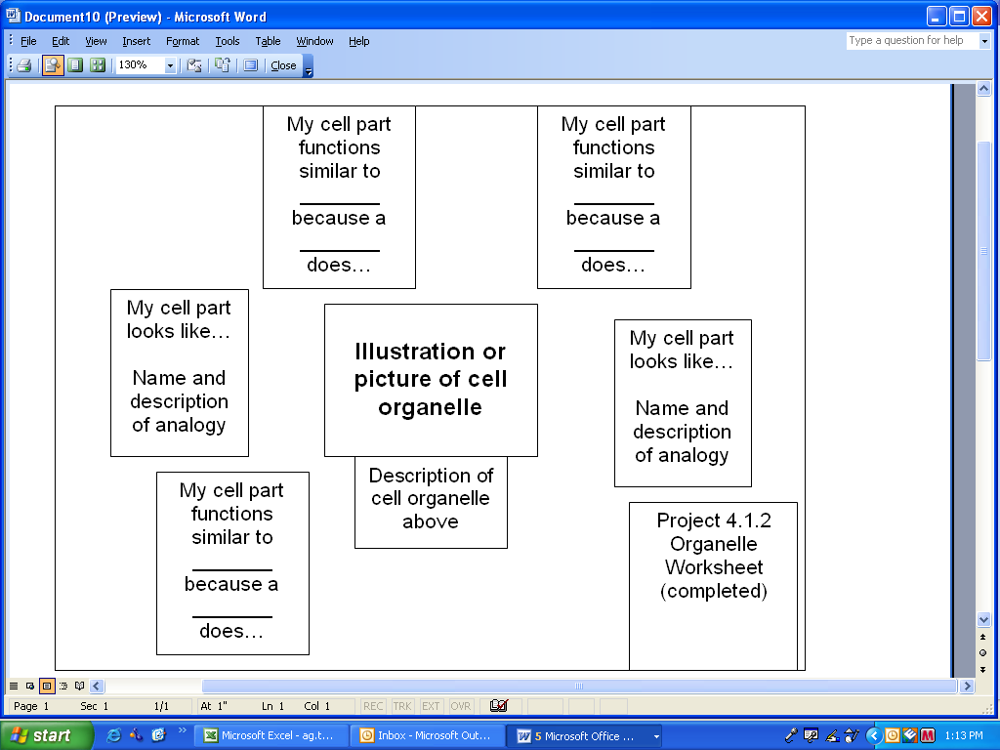 Document10 (Preview) - Microsoft Word
File Edit View Insert Format Tools Table Window Help
Type a question for help
130%
Close
My cell part
functions
similar to
________
because a
________
does…
My cell part
functions
similar to
________
because a
________
does…
My cell part
looks like…
Name and
description
of analogy
Illustration or
picture of cell
organelle
My cell part
looks like…
Name and
description
of analogy
Description of
cell organelle
above
My cell part
functions
similar to
________
because a
________
does…
Project 4.1.2
Organelle
Worksheet
(completed)
Page 1 Sec 1 1/1 At 1" Ln 1 Col 1 REC TRK EXT OVR
start
Microsoft Excel - ag.t...
Inbox - Microsoft Out...
5 Microsoft Office ...
1:13 PM